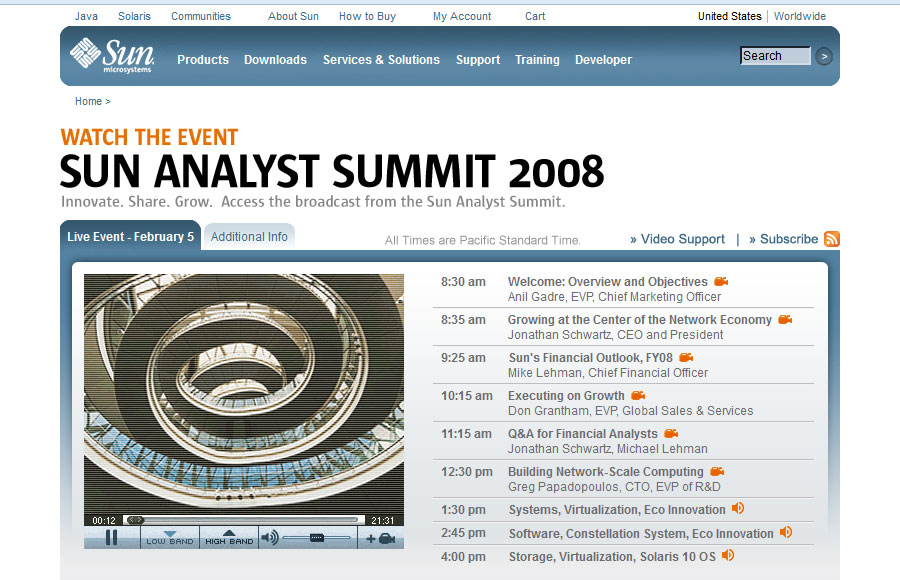 Java Solaris Communities About Sun How to Buy My Account Cart United States | Worldwide
Sun microsystems Products Downloads Services & Solutions Support Training Developer Search >
Home >
WATCH THE EVENT
SUN ANALYST SUMMIT 2008
Innovate. Share. Grow. Access the broadcast from the Sun Analyst Summit.
Live Event - February 5 Additional Info All Times are Pacific Standard Time. » Video Support | » Subscribe
8:30 am Welcome: Overview and Objectives
Anil Gadre, EVP, Chief Marketing Officer
8:35 am Growing at the Center of the Network Economy
Jonathan Schwartz, CEO and President
9:25 am Sun's Financial Outlook, FY08
Mike Lehman, Chief Financial Officer
10:15 am Executing on Growth
Don Grantham, EVP, Global Sales & Services
11:15 am Q&A for Financial Analysts
Jonathan Schwartz, Michael Lehman
12:30 pm Building Network-Scale Computing
Greg Papadopoulos, CTO, EVP of R&D
1:30 pm Systems, Virtualization, Eco Innovation
2:45 pm Software, Constellation System, Eco Innovation
4:00 pm Storage, Virtualization, Solaris 10 OS
00:12 21:31
LOW BAND HIGH BAND +